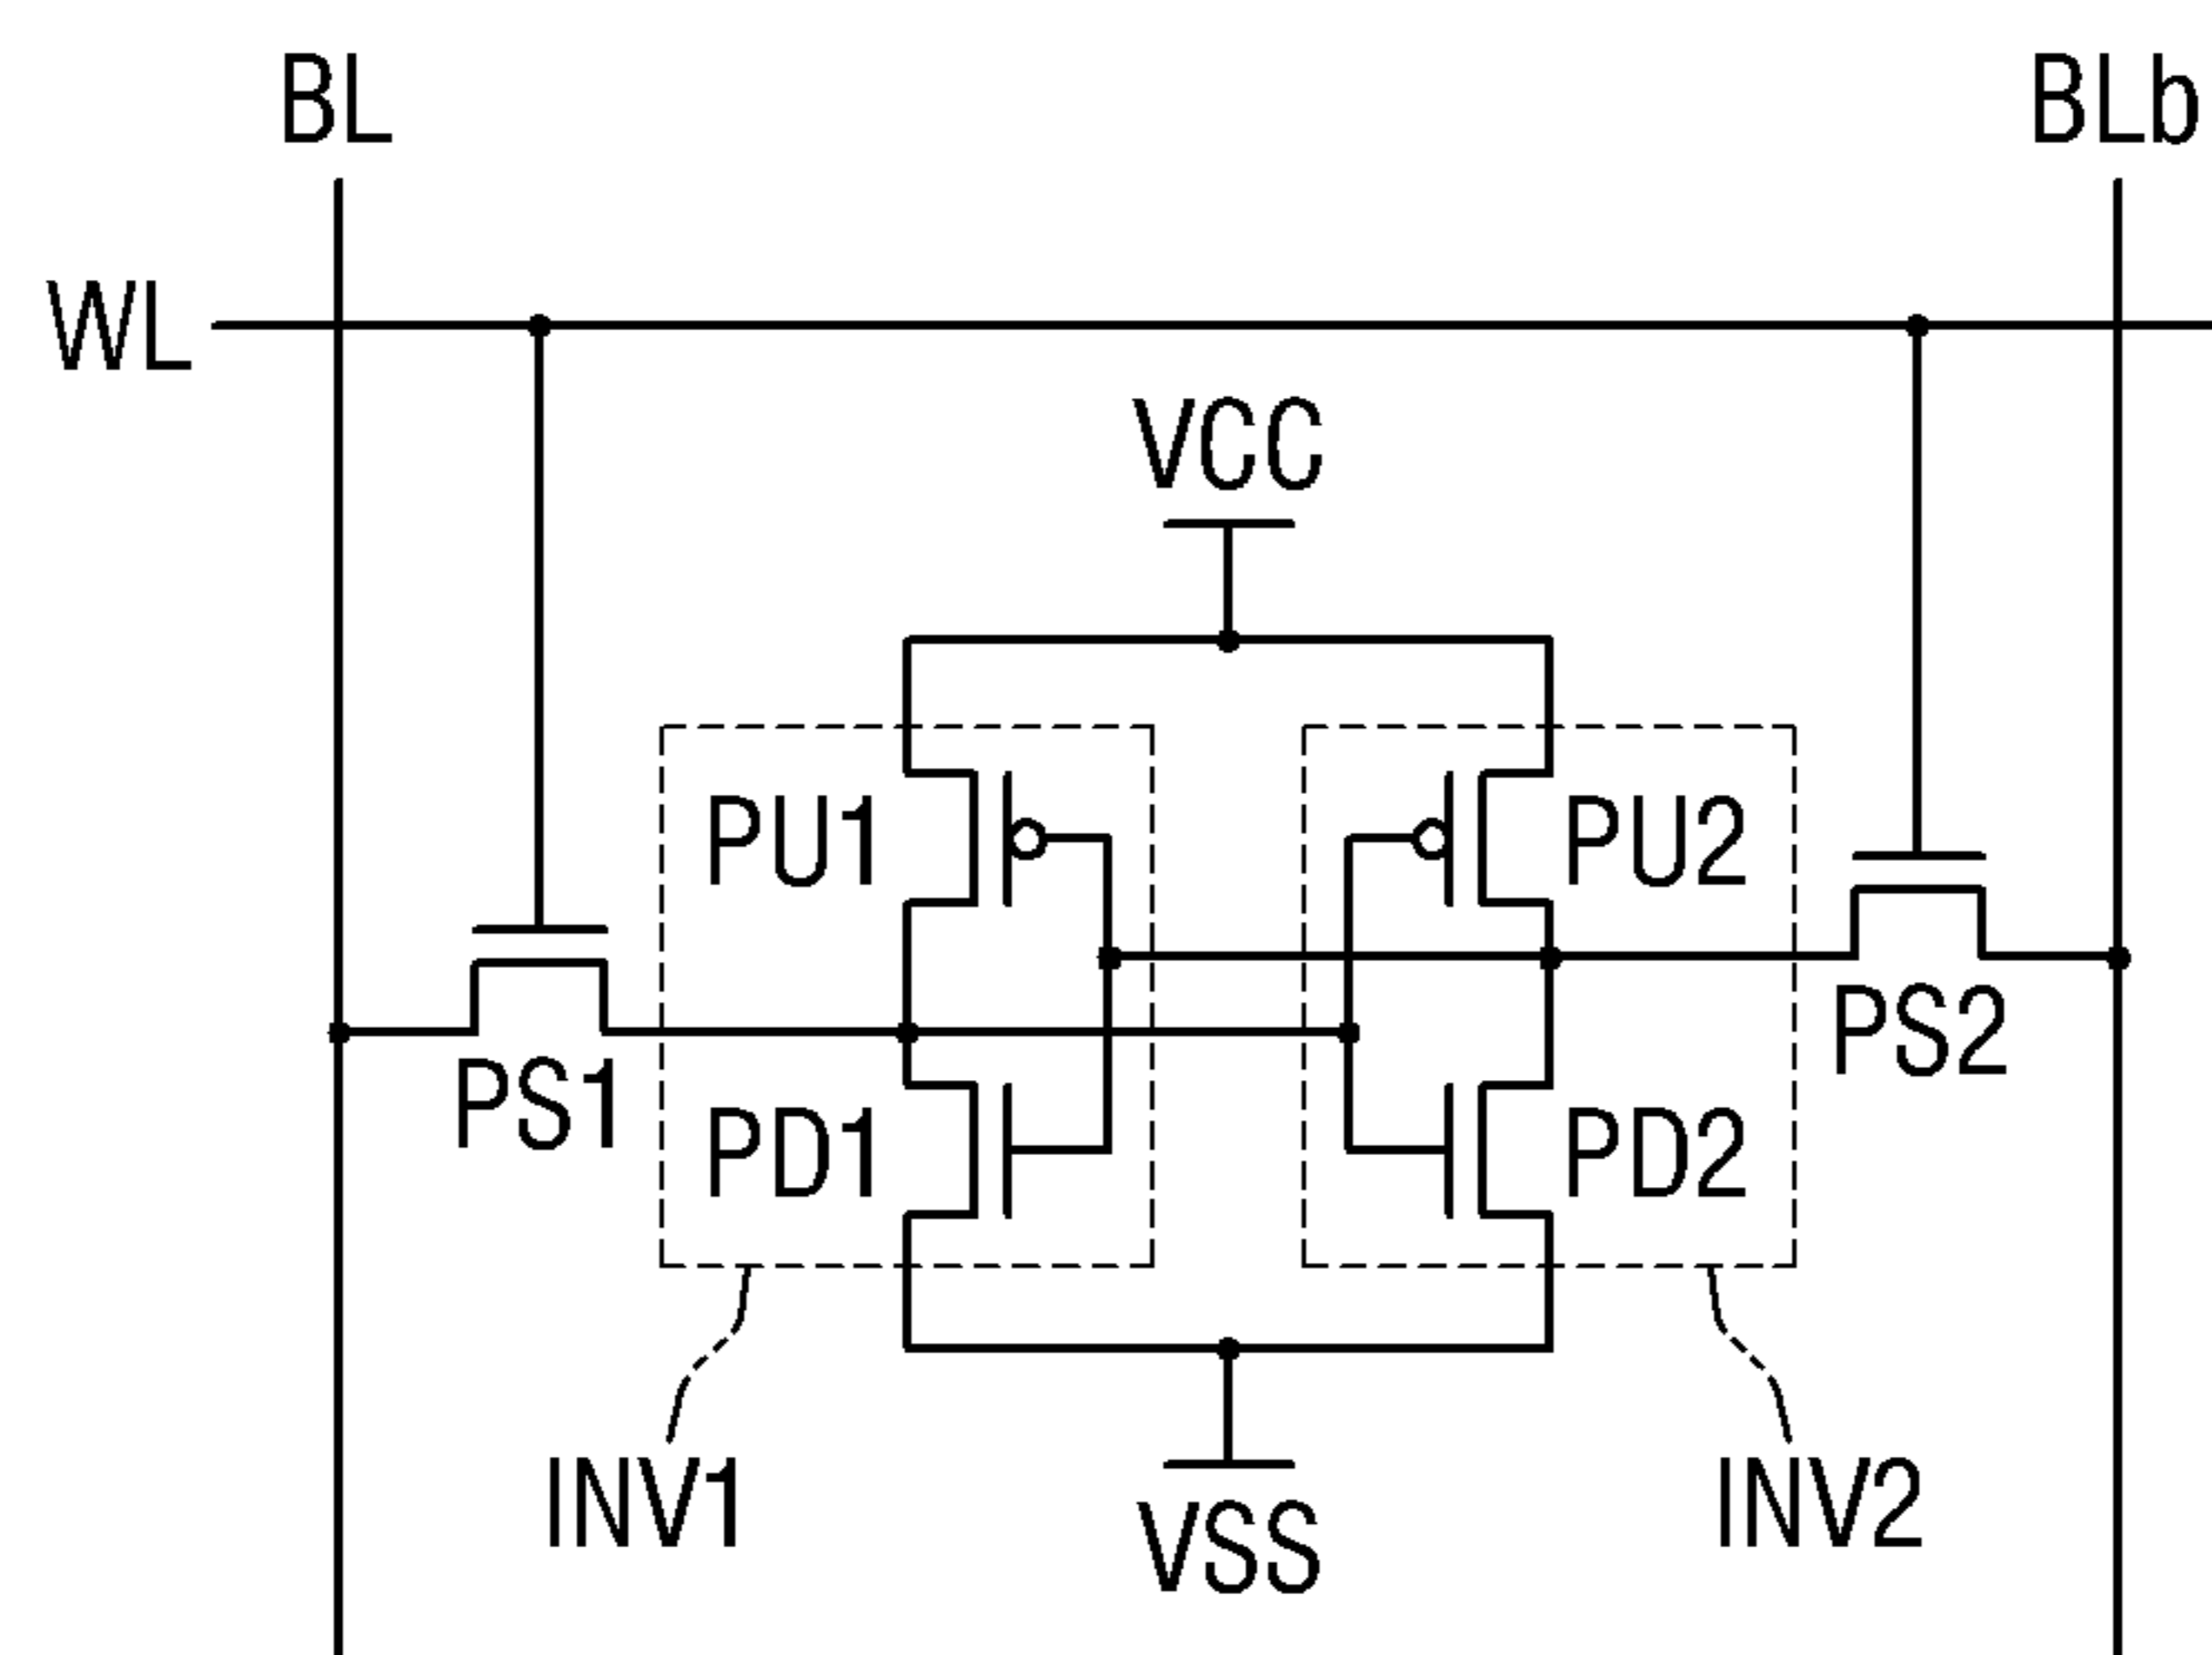 BL BLb
WL
VCC
PU1 PU2
PS1 PS2
PD1 PD2
INV1 INV2
VSS